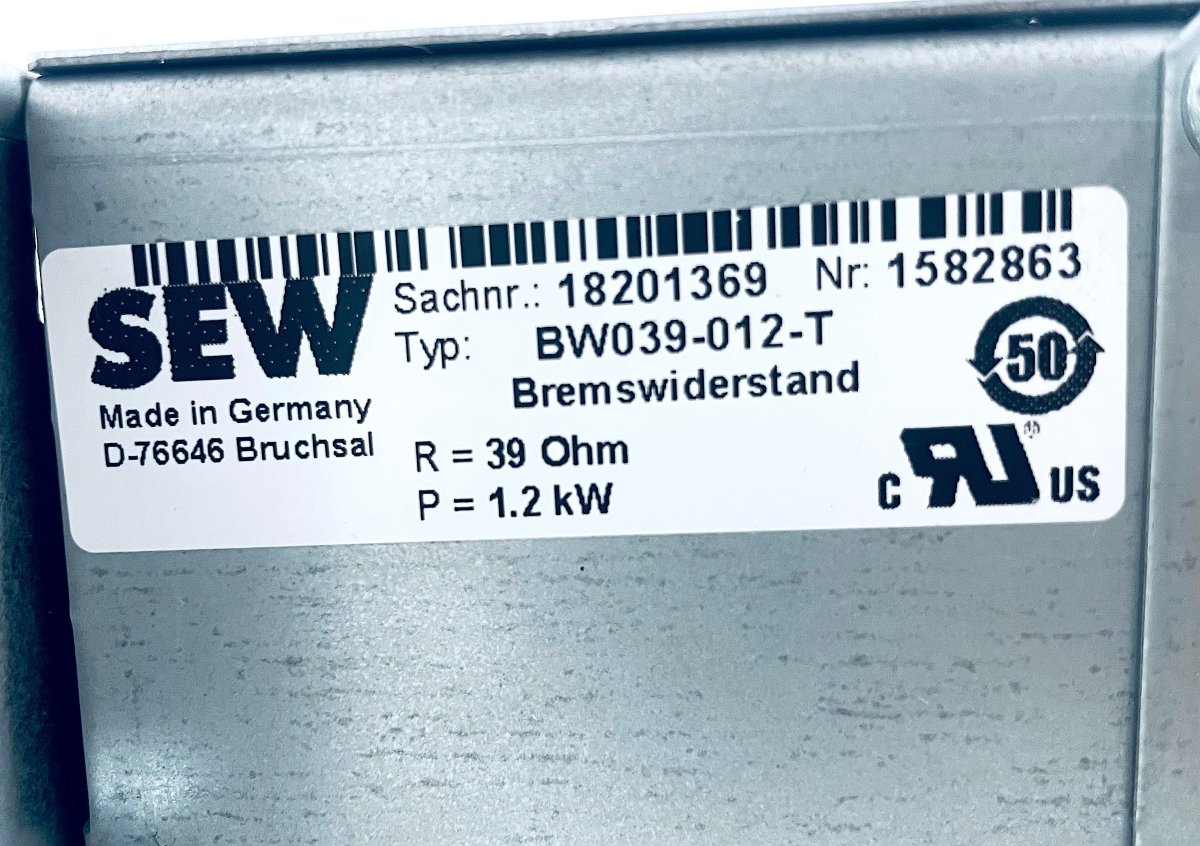 SEW
Made in Germany
D-76646 Bruchsal
Sachnr.: 18201369 Nr: 1582863
Typ: BW039-012-T
Bremswiderstand
R = 39 Ohm
P = 1.2 kW
50
c RU ® US